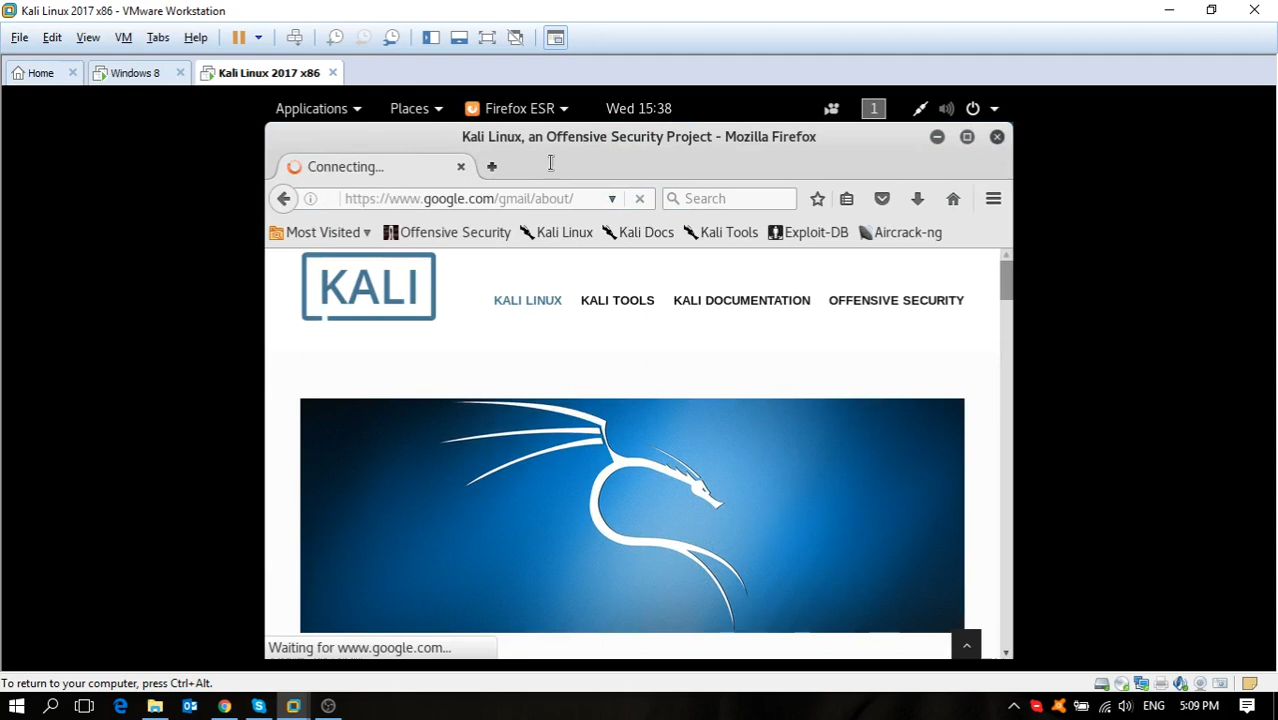 Kali Linux 2017 x86 - VMware Workstation
File Edit View VM Tabs Help
Home Windows 8 Kali Linux 2017 x86
Applications Places Firefox ESR Wed 15:38 1
Kali Linux, an Offensive Security Project - Mozilla Firefox
Connecting...
https://www.google.com/gmail/about/ Search
Most Visited Offensive Security Kali Linux Kali Docs Kali Tools Exploit-DB Aircrack-ng
KALI KALI LINUX KALI TOOLS KALI DOCUMENTATION OFFENSIVE SECURITY
Waiting for www.google.com...
To return to your computer, press Ctrl+Alt.
ENG 5:09 PM